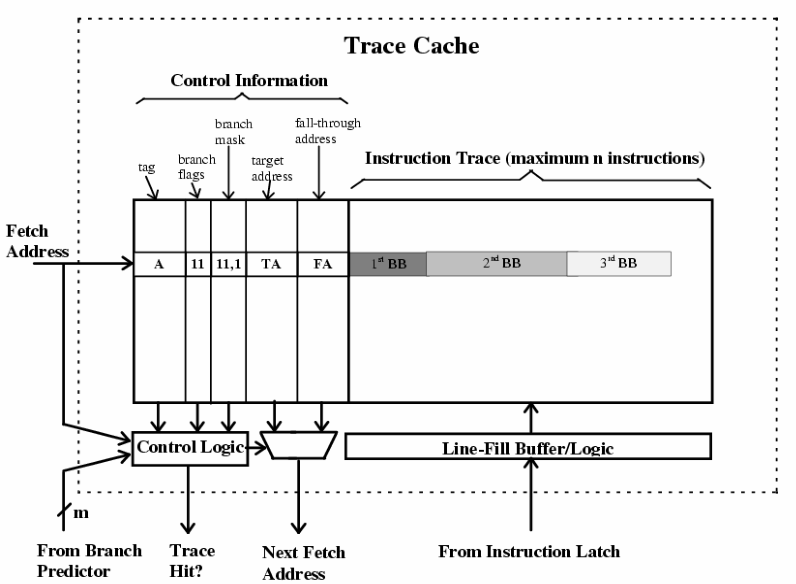 Trace Cache
Control Information
branch
mask
fall-through
address
tag
branch
flags
target
address
Instruction Trace (maximum n instructions)
Fetch
Address
A
11
11,1
TA
FA
1st BB
2nd BB
3rd BB
Control Logic
Line-Fill Buffer/Logic
m
From Branch
Predictor
Trace
Hit?
Next Fetch
Address
From Instruction Latch